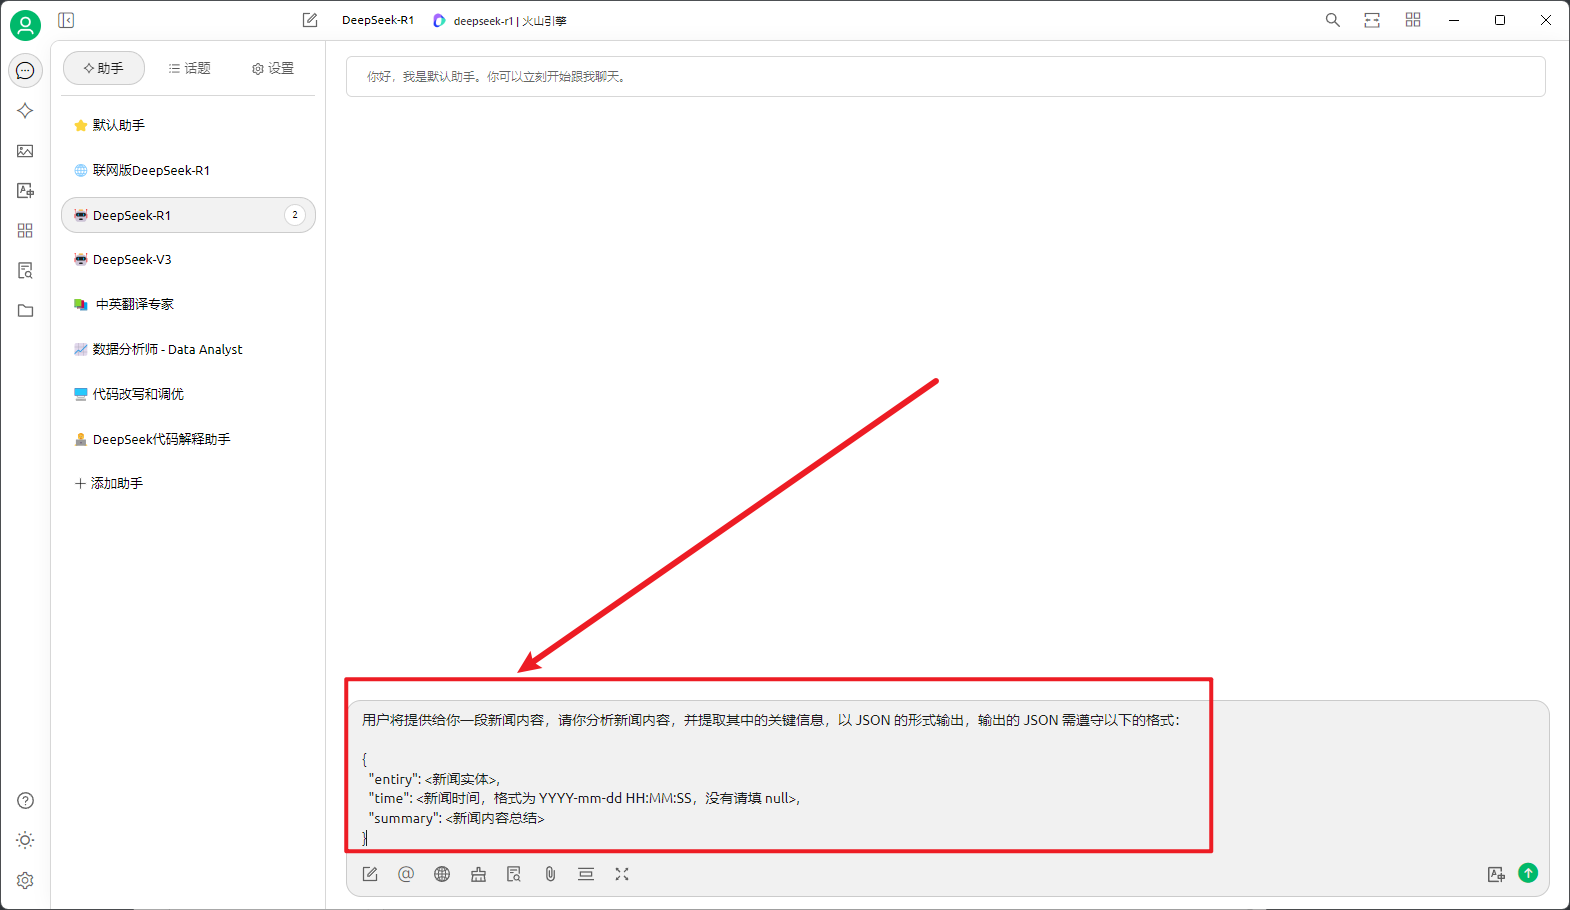 DeepSeek-R1
deepseek-r1 | 火山引擎
助手
话题
设置
默认助手
联网版DeepSeek-R1
DeepSeek-R1
2
DeepSeek-V3
中英翻译专家
数据分析师 - Data Analyst
代码改写和调优
DeepSeek代码解释助手
添加助手
你好，我是默认助手。你可以立刻开始跟我聊天。
用户将提供给你一段新闻内容，请你分析新闻内容，并提取其中的关键信息，以 JSON 的形式输出，输出的 JSON 需遵守以下的格式：
{
"entiry": <新闻实体>,
"time": <新闻时间，格式为 YYYY-mm-dd HH:MM:SS，没有请填 null>,
"summary": <新闻内容总结>
}